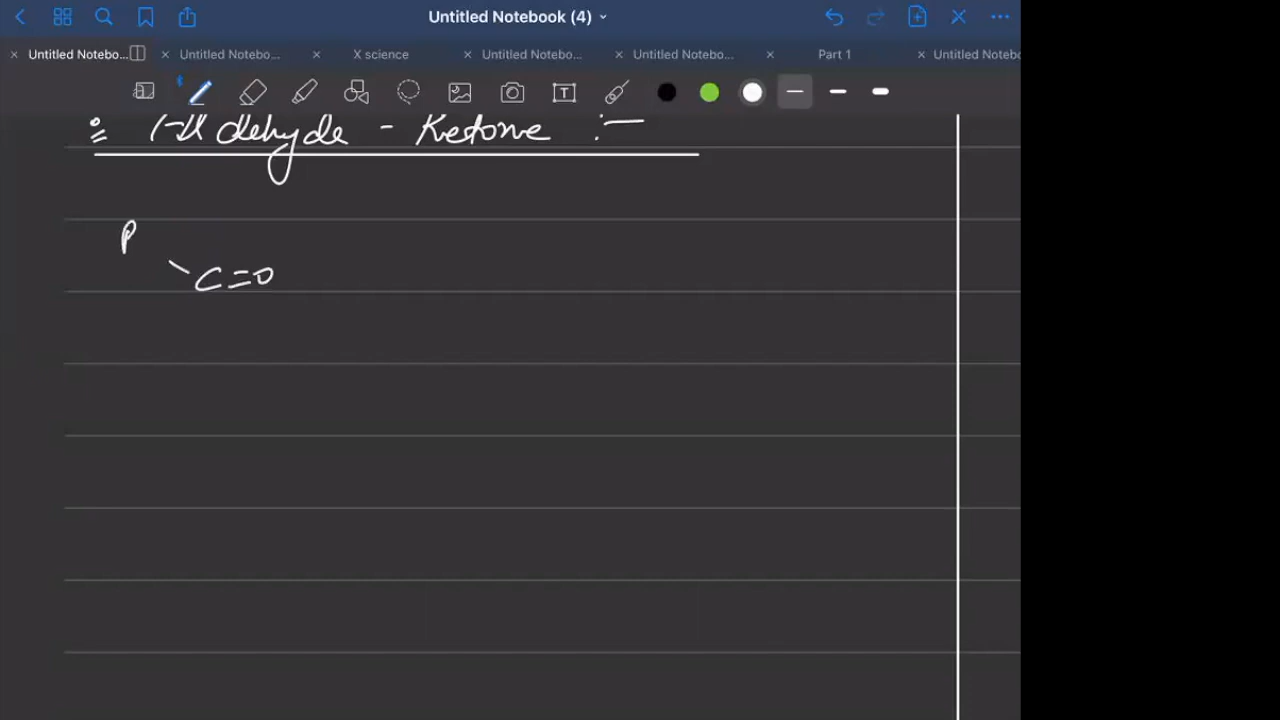 Untitled Notebook (4)
Untitled Notebo... Untitled Notebo... X science Untitled Notebo... Untitled Notebo... Part 1 Untitled Notebo
T
Aldehyde - Ketone :-
P
C=O